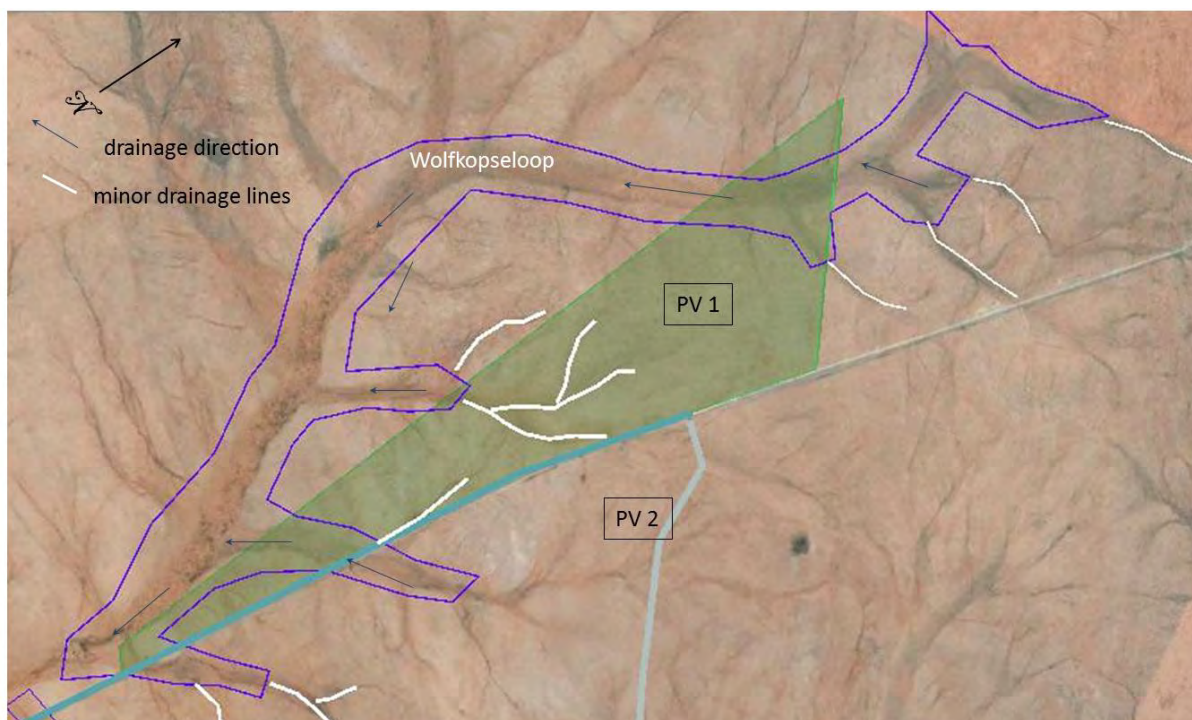 N
drainage direction
Wolfkopseloop
minor drainage lines
PV 1
PV 2